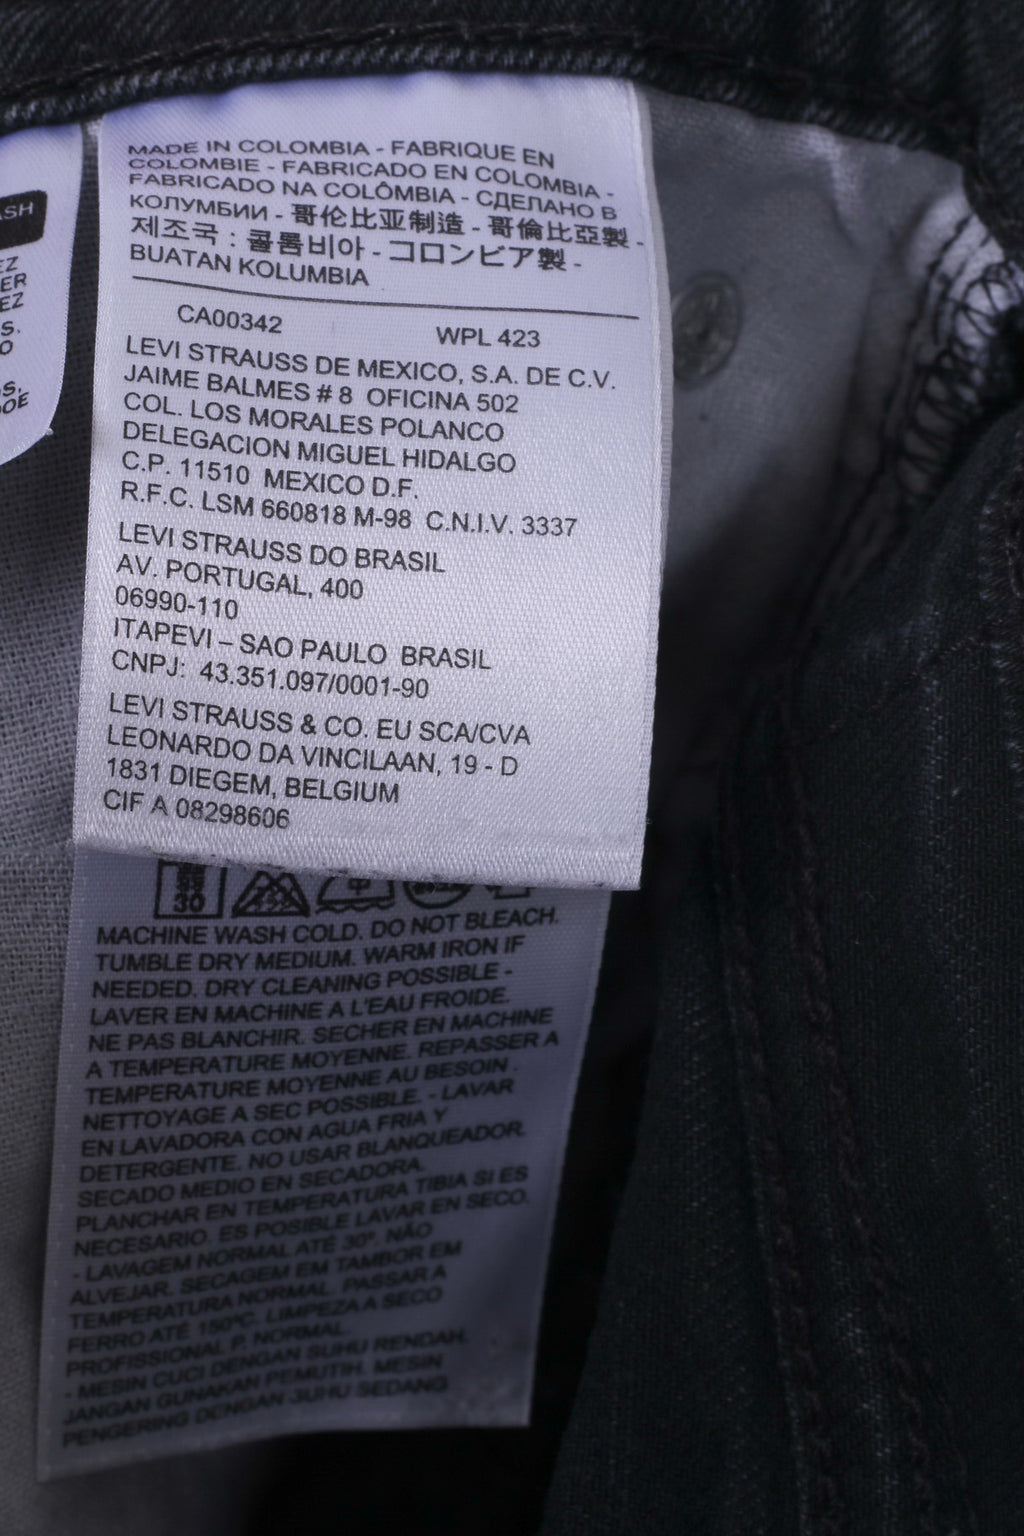 ASH
EZ
ER
EZ
S.
O
S,
OE
MADE IN COLOMBIA - FABRIQUE EN
COLOMBIE - FABRICADO EN COLOMBIA -
FABRICADO NA COLÔMBIA - СДЕЛАНО В
КОЛУМБИИ - 哥伦比亚制造 - 哥倫比亞製 -
제조국 : 콜롬비아 - コロンビア製 -
BUATAN KOLUMBIA
CA00342 WPL 423
LEVI STRAUSS DE MEXICO, S.A. DE C.V.
JAIME BALMES # 8 OFICINA 502
COL. LOS MORALES POLANCO
DELEGACION MIGUEL HIDALGO
C.P. 11510 MEXICO D.F.
R.F.C. LSM 660818 M-98 C.N.I.V. 3337
LEVI STRAUSS DO BRASIL
AV. PORTUGAL, 400
06990-110
ITAPEVI – SAO PAULO BRASIL
CNPJ: 43.351.097/0001-90
LEVI STRAUSS & CO. EU SCA/CVA
LEONARDO DA VINCILAAN, 19 - D
1831 DIEGEM, BELGIUM
CIF A 08298606
30
MACHINE WASH COLD. DO NOT BLEACH.
TUMBLE DRY MEDIUM. WARM IRON IF
NEEDED. DRY CLEANING POSSIBLE -
LAVER EN MACHINE A L'EAU FROIDE.
NE PAS BLANCHIR. SECHER EN MACHINE
A TEMPERATURE MOYENNE. REPASSER A
TEMPERATURE MOYENNE AU BESOIN .
NETTOYAGE A SEC POSSIBLE. - LAVAR
EN LAVADORA CON AGUA FRIA Y
DETERGENTE. NO USAR BLANQUEADOR.
SECADO MEDIO EN SECADORA.
PLANCHAR EN TEMPERATURA TIBIA SI ES
NECESARIO. ES POSIBLE LAVAR EN SECO.
- LAVAGEM NORMAL ATÉ 30°. NÃO
ALVEJAR. SECAGEM EM TAMBOR EM
TEMPERATURA NORMAL. PASSAR A
FERRO ATÉ 150ºC. LIMPEZA A SECO
PROFISSIONAL P. NORMAL.
- MESIN CUCI DENGAN SUHU RENDAH.
JANGAN GUNAKAN PEMUTIH. MESIN
PENGERING DENGAN JUHU SEDANG